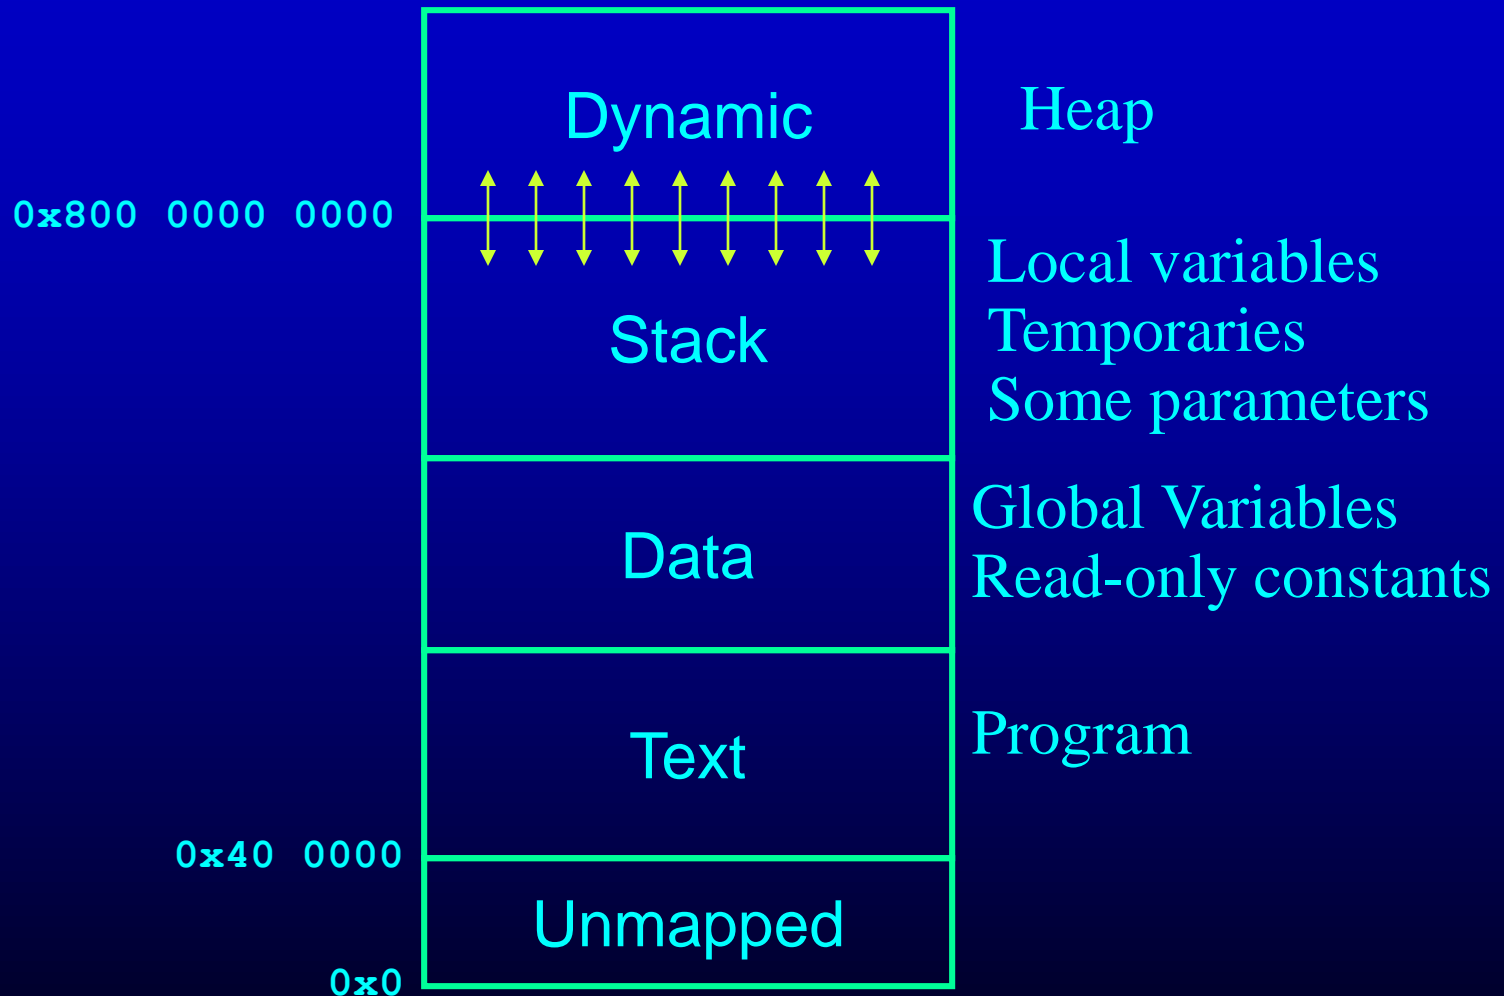 Dynamic
Heap
0x800 0000 0000
Stack
Local variables
Temporaries
Some parameters
Data
Global Variables
Read-only constants
Text
Program
0x40 0000
Unmapped
0x0